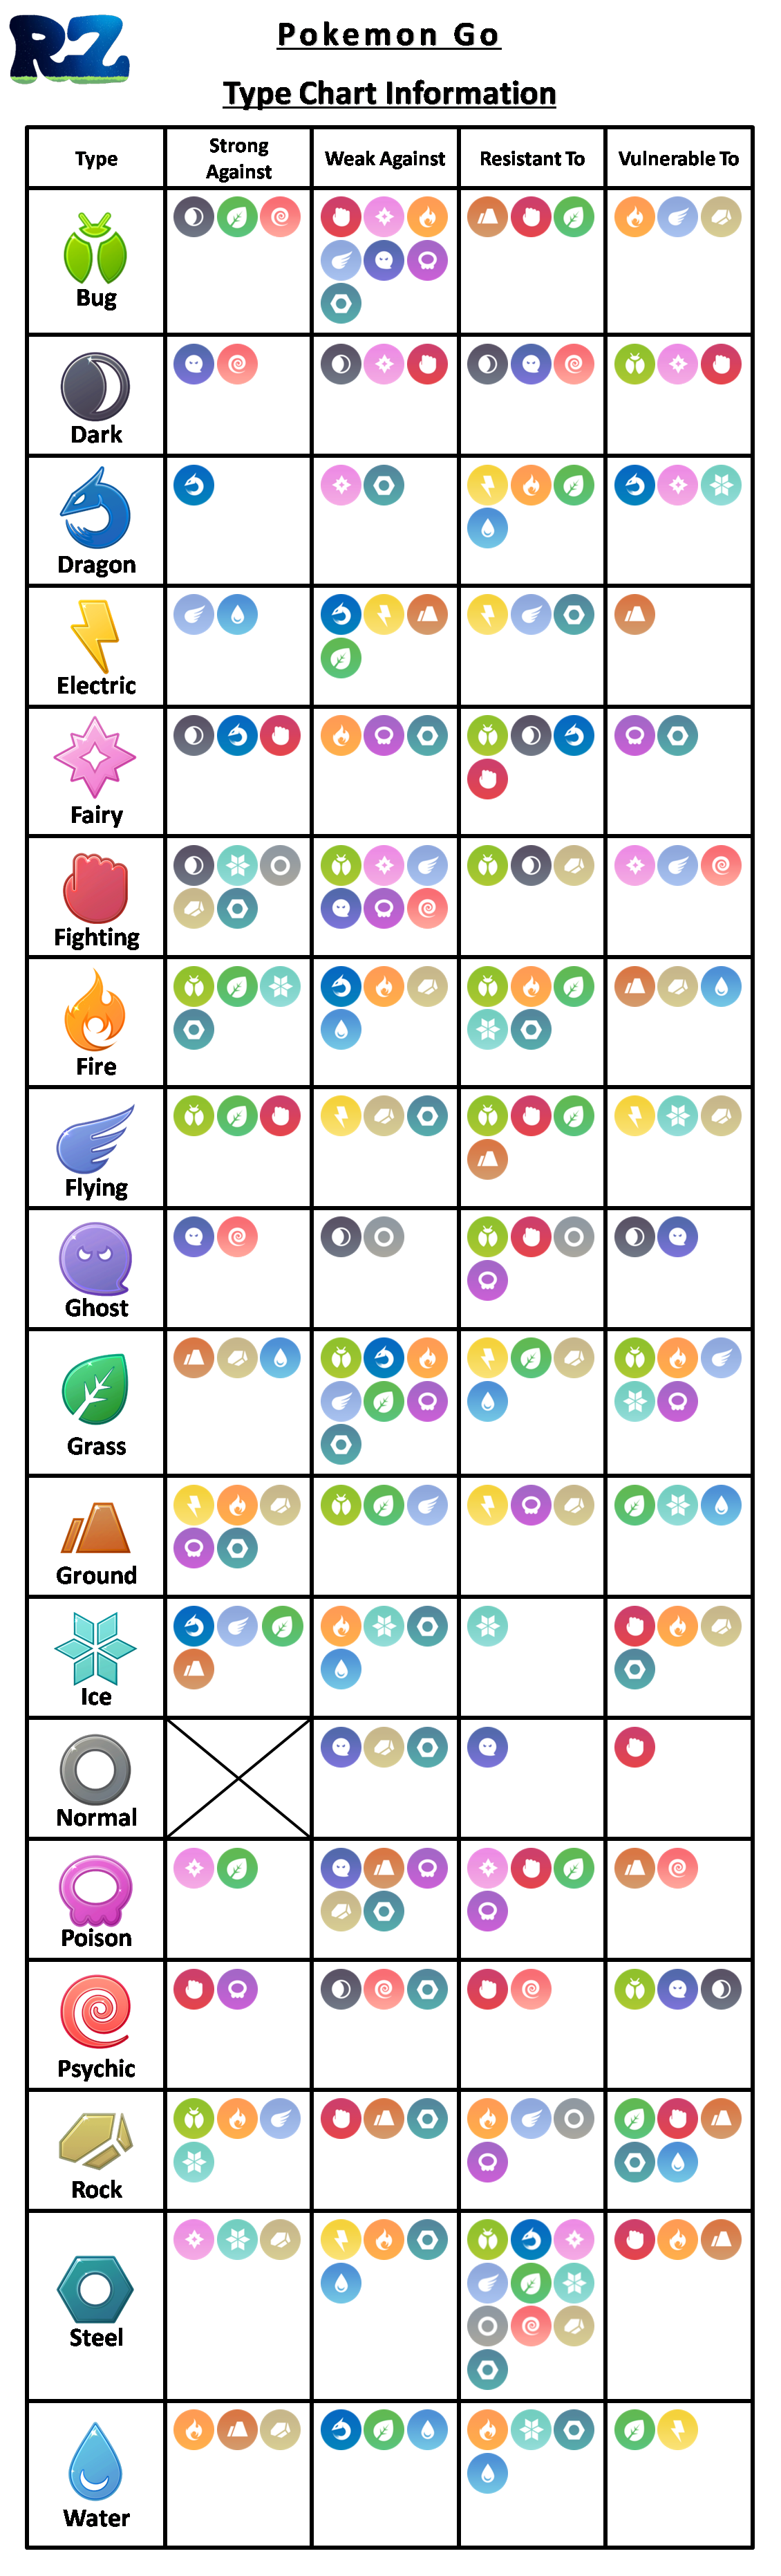 RZ
Pokemon Go
Type Chart Information
Type
Strong
Against
Weak Against
Resistant To
Vulnerable To
Bug
Dark
Dragon
Electric
Fairy
Fighting
Fire
Flying
Ghost
Grass
Ground
Ice
Normal
Poison
Psychic
Rock
Steel
Water